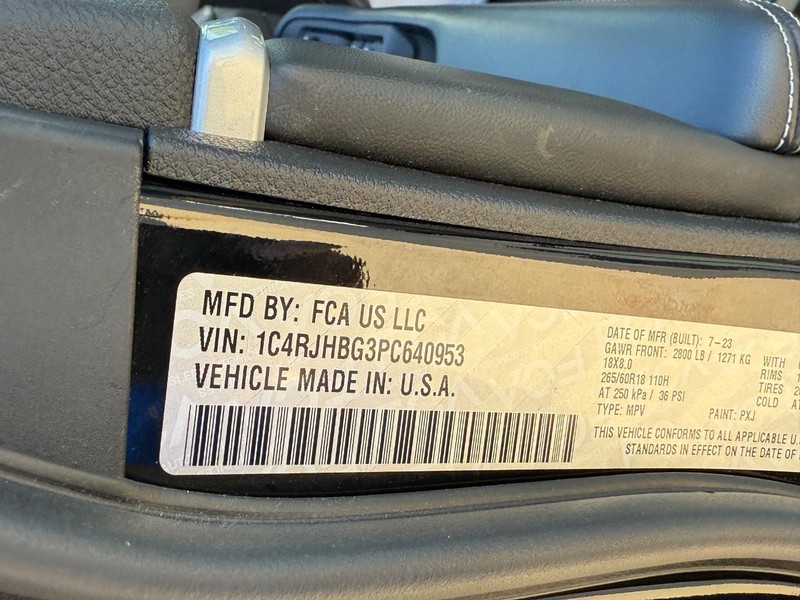 MFD BY: FCA US LLC
VIN: 1C4RJHBG3PC640953
VEHICLE MADE IN: U.S.A.
DATE OF MFR (BUILT): 7-23
GAWR FRONT: 2800 LB / 1271 KG WITH
18X8.0 RIMS
265/60R18 110H TIRES
AT 250 kPa / 36 PSI COLD
TYPE: MPV PAINT: PXJ
THIS VEHICLE CONFORMS TO ALL APPLICABLE
STANDARDS IN EFFECT ON THE DATE OF